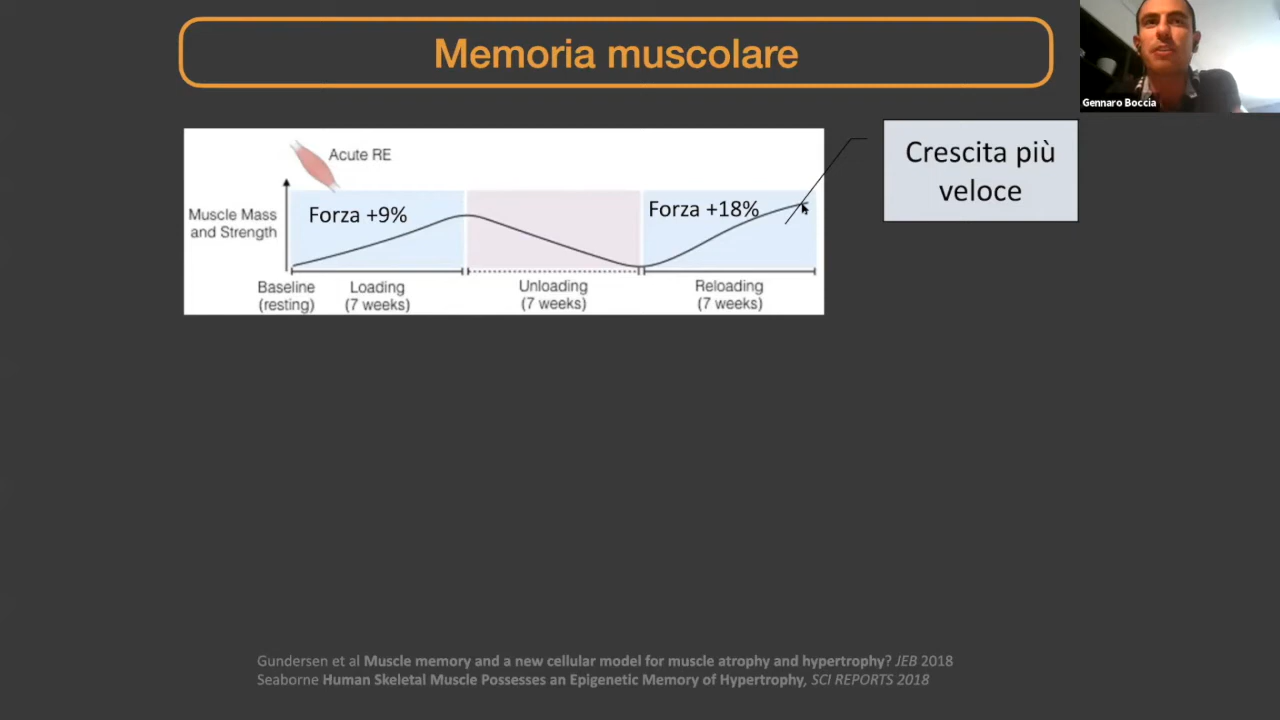 Memoria muscolare
Gennaro Boccia
Crescita più
veloce
Acute RE
Muscle Mass
and Strength
Forza +9%
Forza +18%
Baseline
(resting)
Loading
(7 weeks)
Unloading
(7 weeks)
Reloading
(7 weeks)
Gundersen et al Muscle memory and a new cellular model for muscle atrophy and hypertrophy? JEB 2018
Seaborne Human Skeletal Muscle Possesses an Epigenetic Memory of Hypertrophy, SCI REPORTS 2018